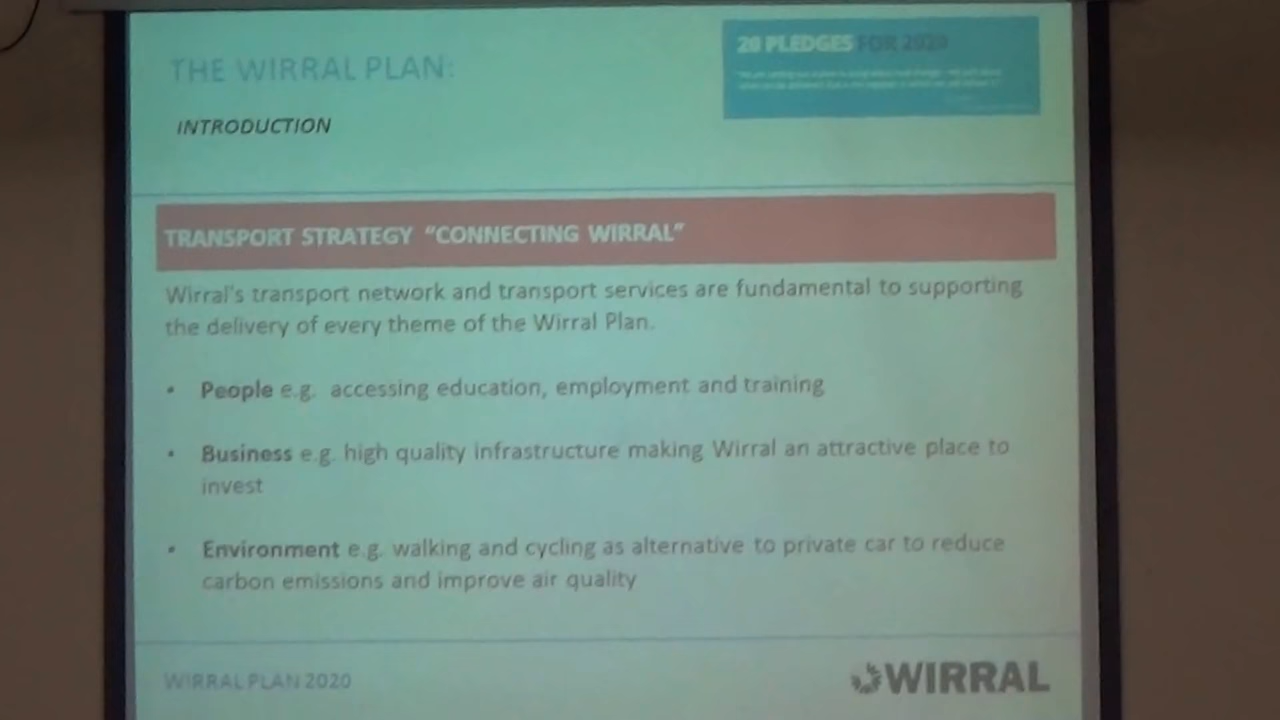 THE WIRRAL PLAN:
20 PLEDGES FOR 2020
INTRODUCTION
TRANSPORT STRATEGY "CONNECTING WIRRAL"
Wirral's transport network and transport services are fundamental to supporting
the delivery of every theme of the Wirral Plan.
• People e.g. accessing education, employment and training
• Business e.g. high quality infrastructure making Wirral an attractive place to
invest
• Environment e.g. walking and cycling as alternative to private car to reduce
carbon emissions and improve air quality
WIRRAL PLAN 2020
WIRRAL